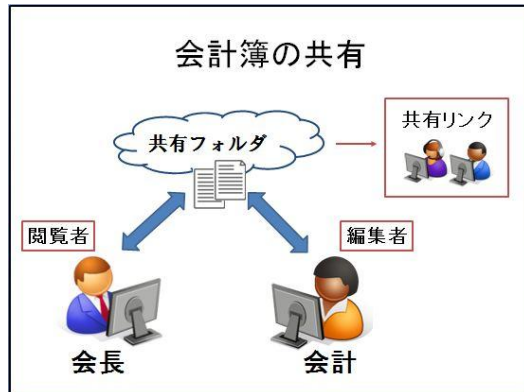 会計簿の共有
共有フォルダ
共有リンク
閲覧者
編集者
会長
会計